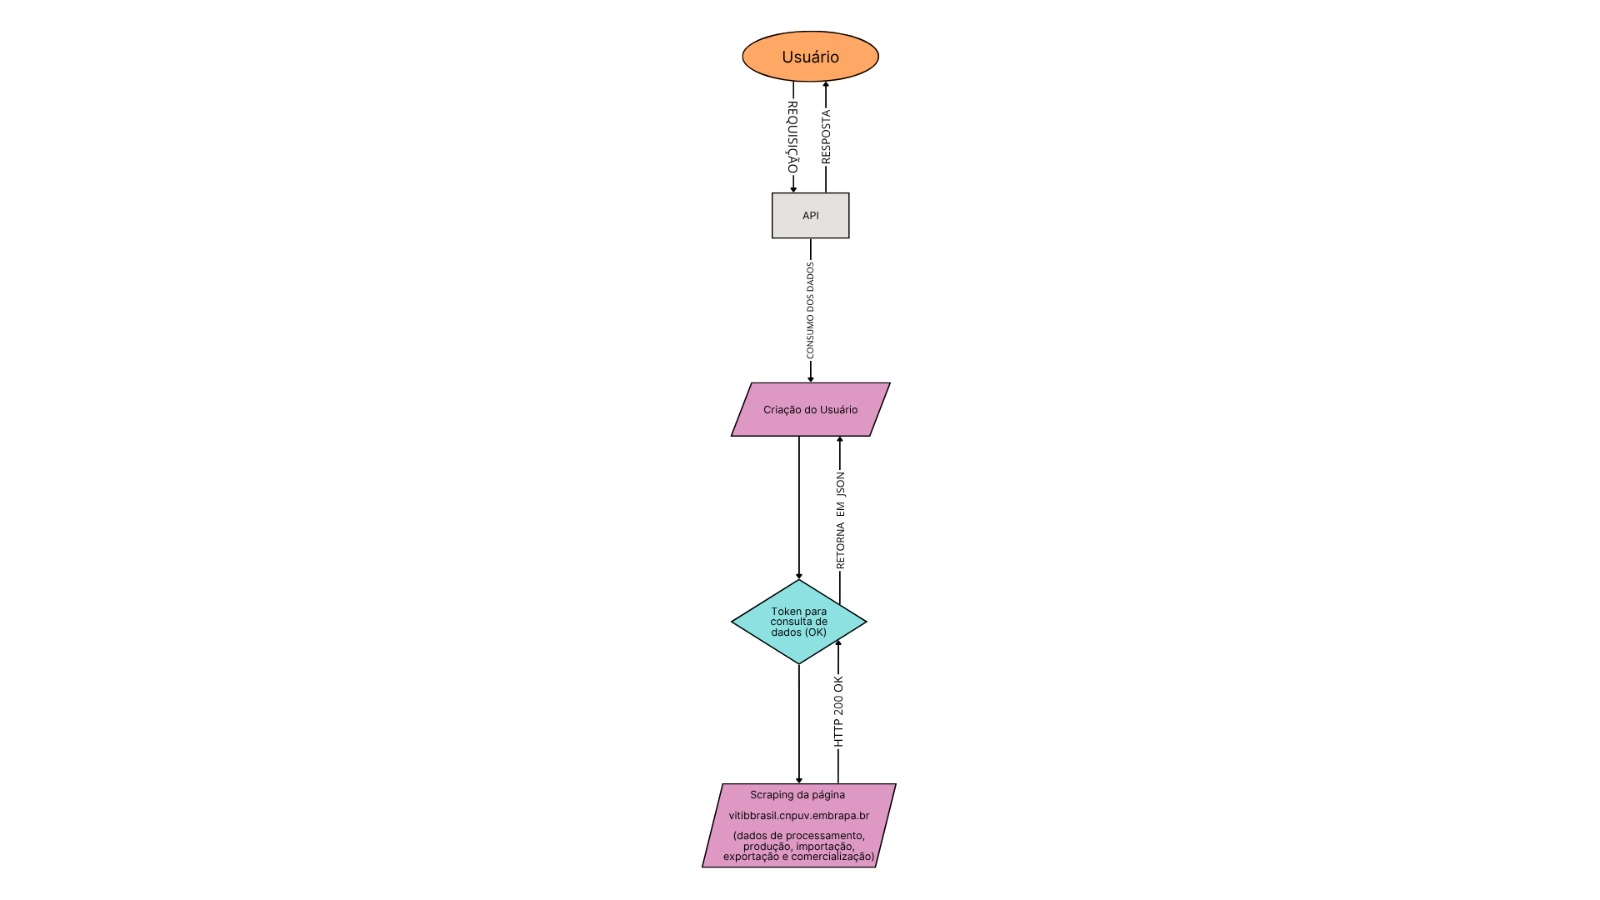 Usuário
REQUISIÇÃO
RESPOSTA
API
CONSUMO DOS DADOS
Criação do Usuário
RETORNA EM JSON
Token para
consulta de
dados (OK)
HTTP 200 OK
Scraping da página
vitibbrasil.cnpuv.embrapa.br
(dados de processamento,
produção, importação,
exportação e comercialização)